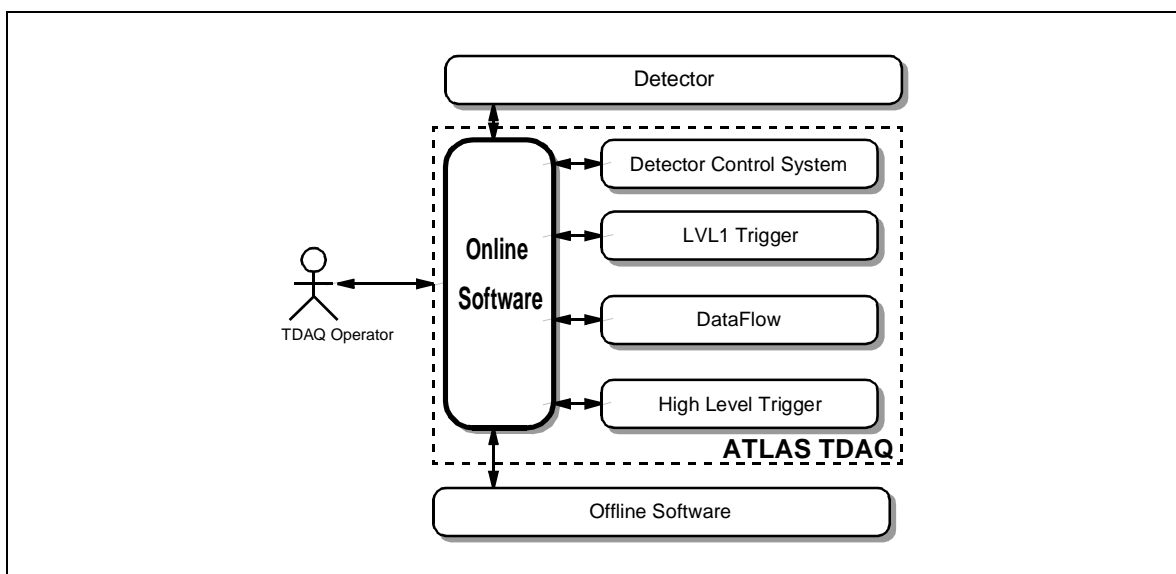 Detector
Detector Control System
LVL1 Trigger
Online
Software
DataFlow
TDAQ Operator
High Level Trigger
ATLAS TDAQ
Offline Software